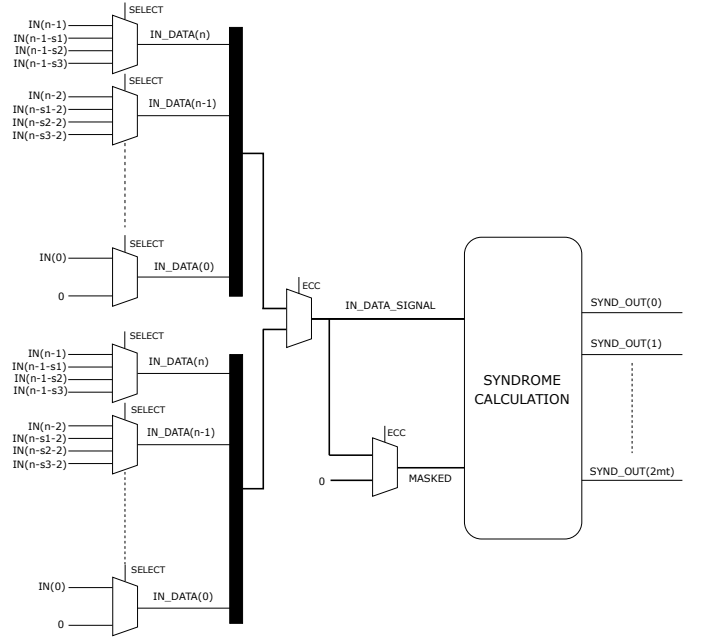 SELECT
IN(n-1)
IN(n-1-s1)
IN(n-1-s2)
IN(n-1-s3)
IN_DATA(n)
SELECT
IN(n-2)
IN(n-s1-2)
IN(n-s2-2)
IN(n-s3-2)
IN_DATA(n-1)
SELECT
IN(0)
0
IN_DATA(0)
SELECT
IN(n-1)
IN(n-1-s1)
IN(n-1-s2)
IN(n-1-s3)
IN_DATA(n)
SELECT
IN(n-2)
IN(n-s1-2)
IN(n-s2-2)
IN(n-s3-2)
IN_DATA(n-1)
SELECT
IN(0)
0
IN_DATA(0)
ECC
IN_DATA_SIGNAL
ECC
0
MASKED
SYNDROME
CALCULATION
SYND_OUT(0)
SYND_OUT(1)
SYND_OUT(2mt)